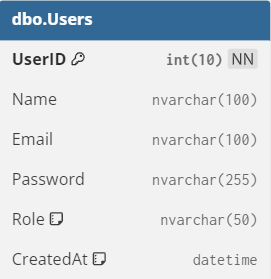 dbo.Users
UserID int(10) NN
Name nvarchar(100)
Email nvarchar(100)
Password nvarchar(255)
Role nvarchar(50)
CreatedAt datetime